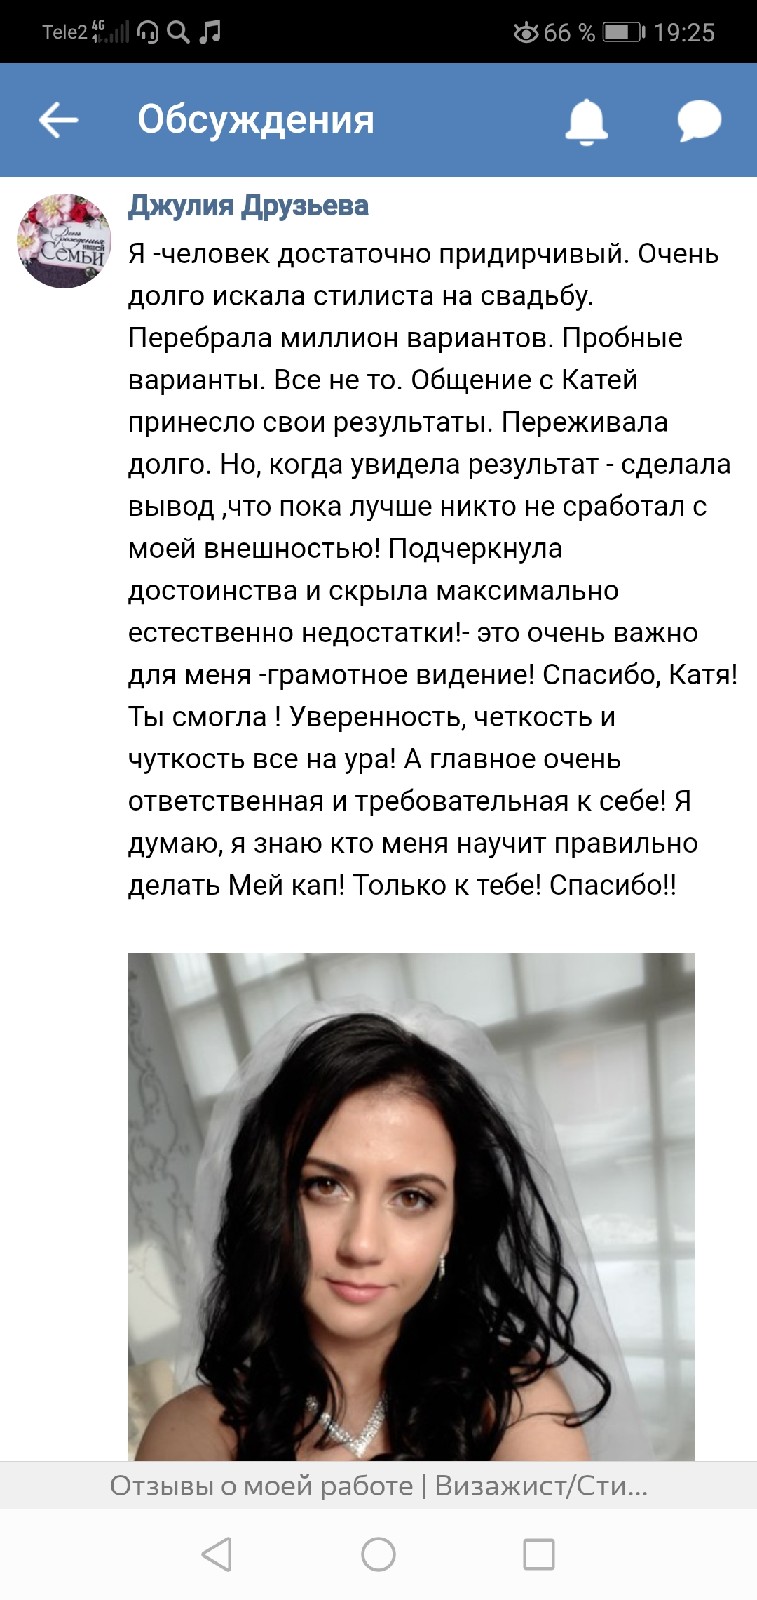 Tele2 4G 66 % 19:25
Обсуждения
Джулия Друзьева
Я -человек достаточно придирчивый. Очень
долго искала стилиста на свадьбу.
Перебрала миллион вариантов. Пробные
варианты. Все не то. Общение с Катей
принесло свои результаты. Переживала
долго. Но, когда увидела результат - сделала
вывод ,что пока лучше никто не сработал с
моей внешностью! Подчеркнула
достоинства и скрыла максимально
естественно недостатки!- это очень важно
для меня -грамотное видение! Спасибо, Катя!
Ты смогла ! Уверенность, четкость и
чуткость все на ура! А главное очень
ответственная и требовательная к себе! Я
думаю, я знаю кто меня научит правильно
делать Мей кап! Только к тебе! Спасибо!!
День
рождения
нашей
Семьи
Отзывы о моей работе | Визажист/Сти...